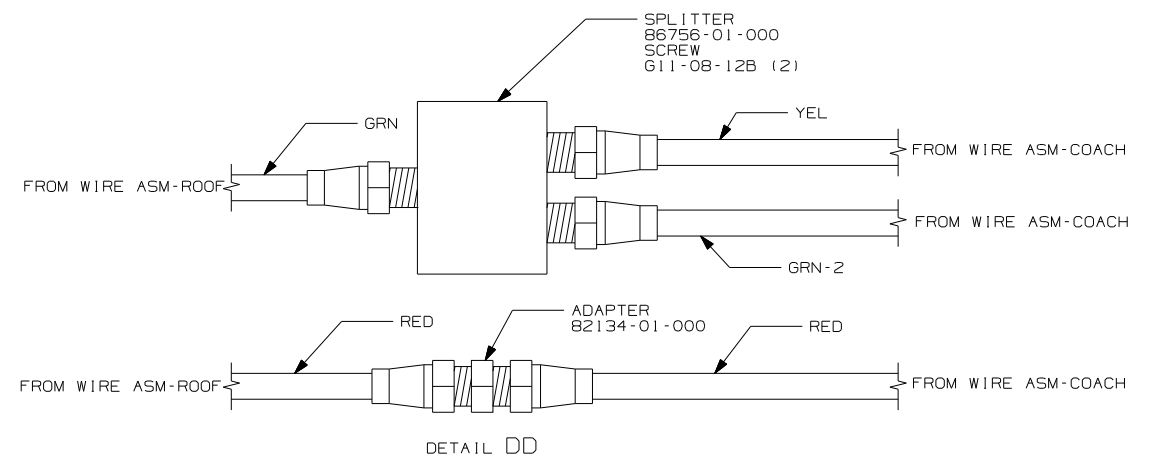 SPLITTER
86756-01-000
SCREW
G11-08-12B (2)
GRN
YEL
FROM WIRE ASM-COACH
FROM WIRE ASM-ROOF
FROM WIRE ASM-COACH
GRN-2
RED
ADAPTER
82134-01-000
RED
FROM WIRE ASM-ROOF
FROM WIRE ASM-COACH
DETAIL DD